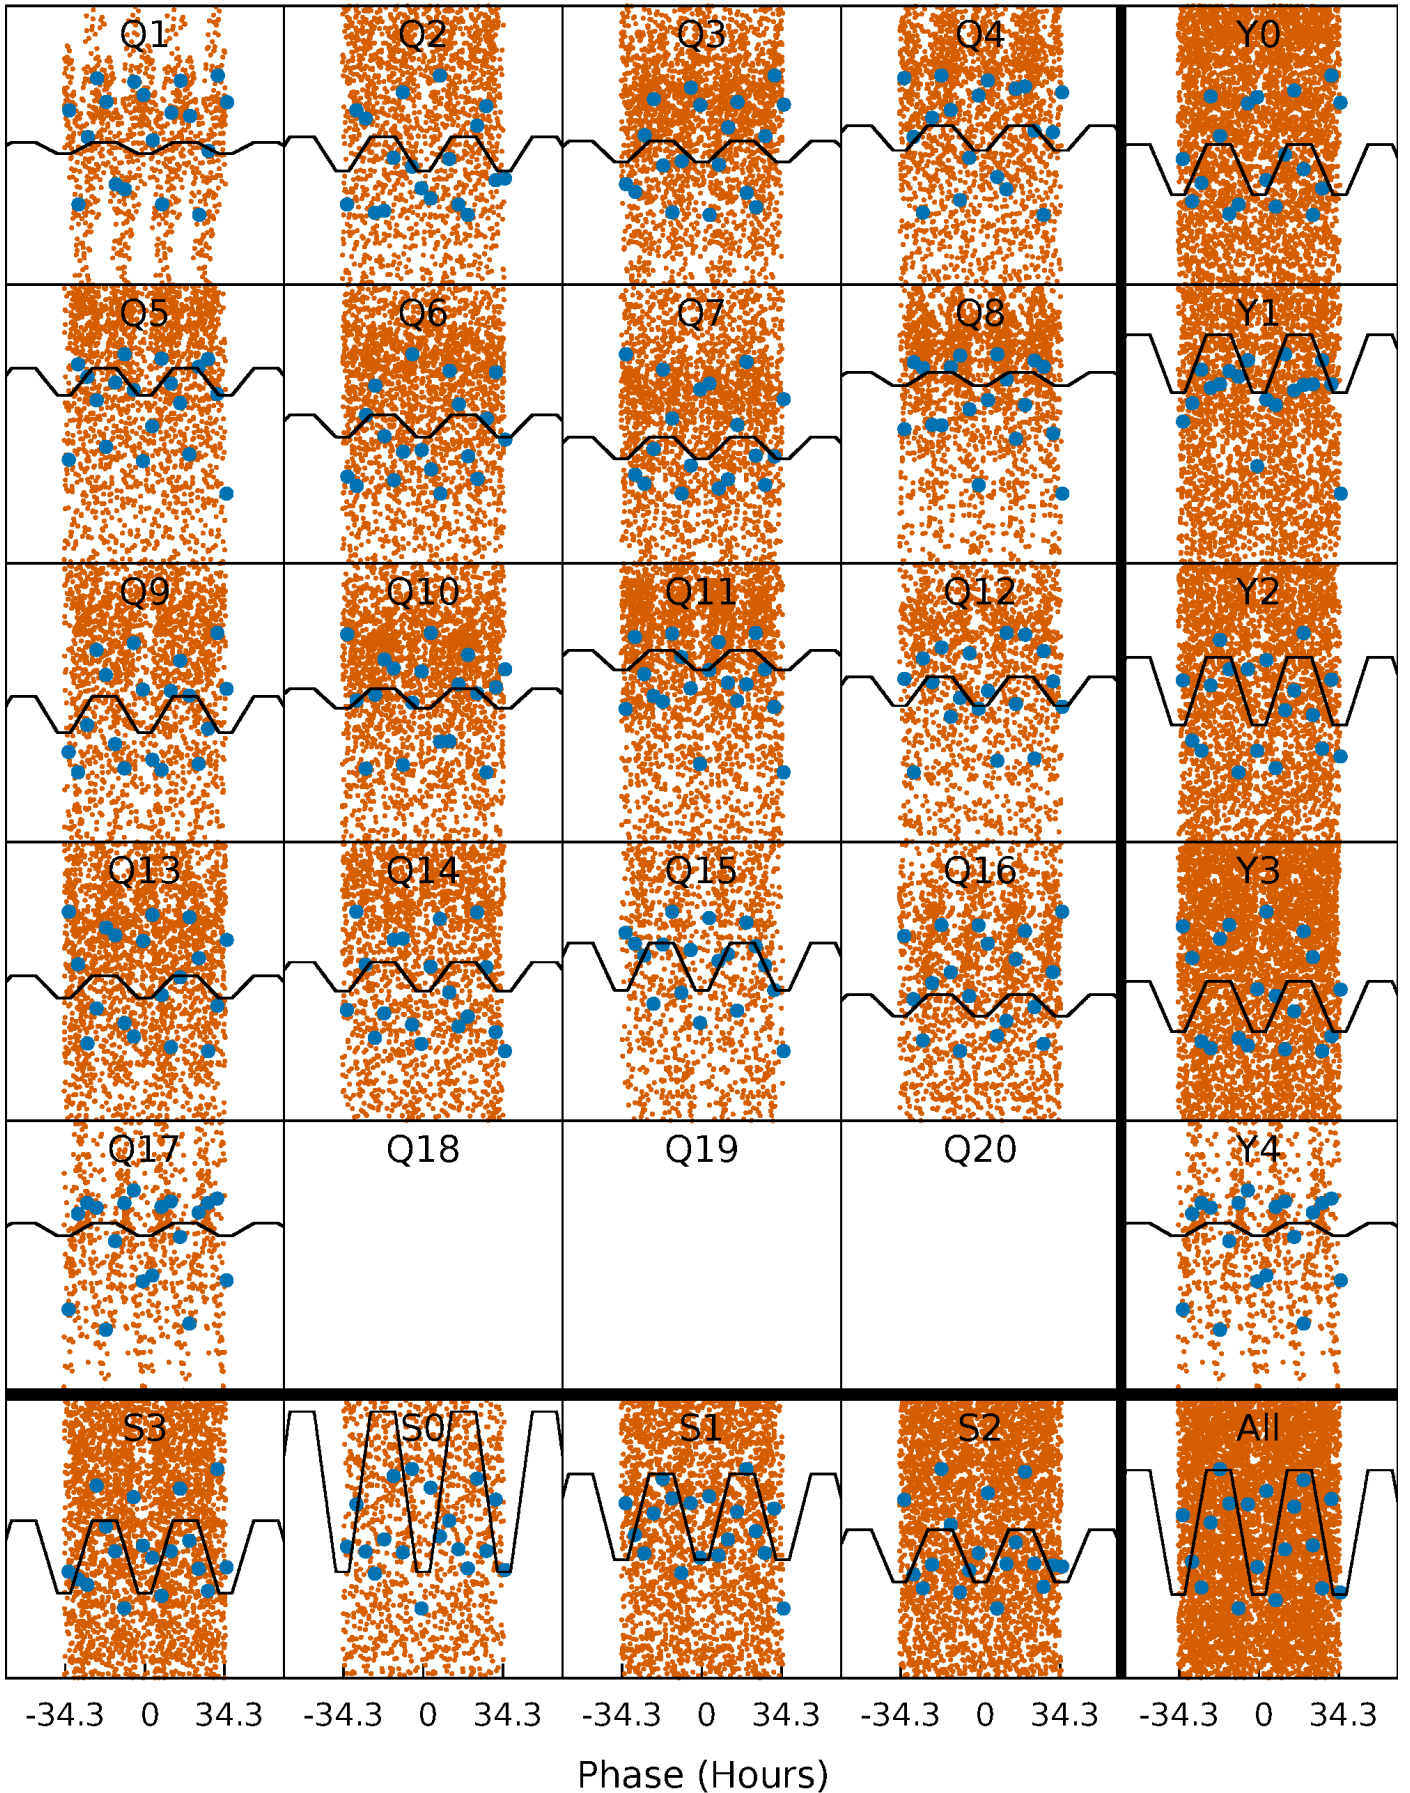 Q1 Q2 Q3 Q4 Y0
Q5 Q6 Q7 Q8 Y1
Q9 Q10 Q11 Q12 Y2
Q13 Q14 Q15 Q16 Y3
Q17 Q18 Q19 Q20 Y4
S3 S0 S1 S2 All
-34.3 0 34.3 -34.3 0 34.3 -34.3 0 34.3 -34.3 0 34.3 -34.3 0 34.3
Phase (Hours)